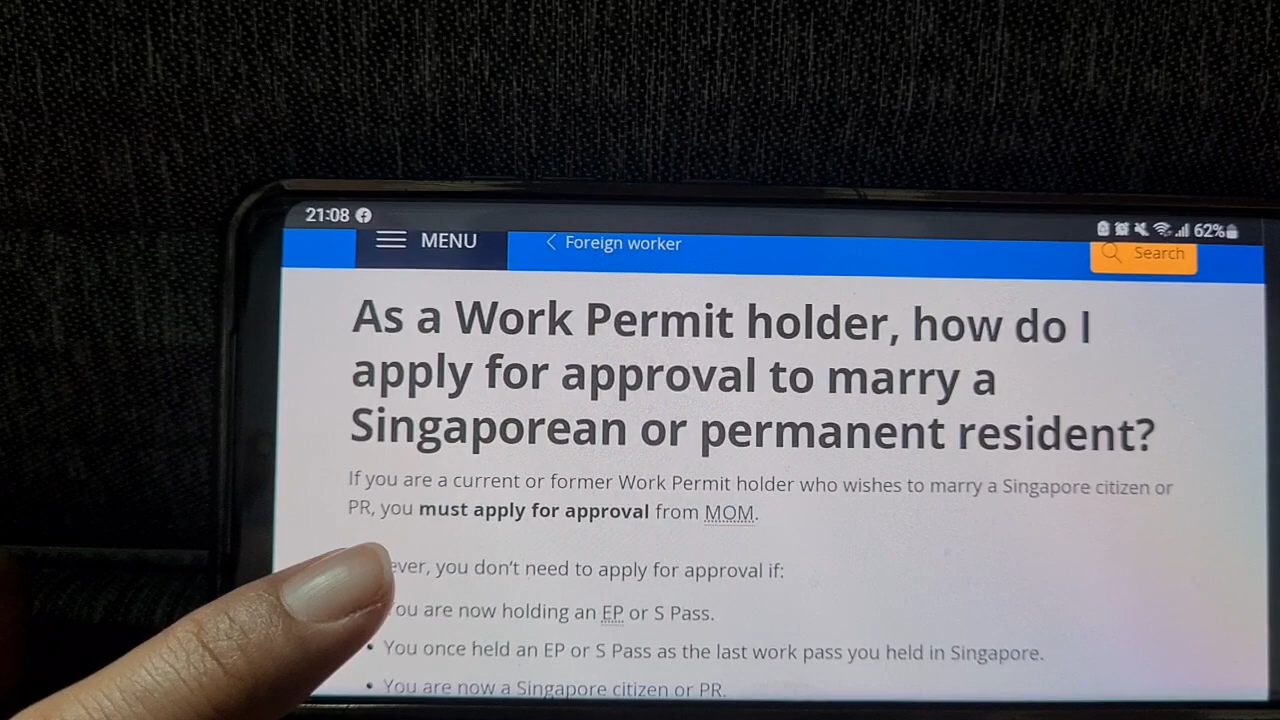 21:08
62%
MENU
Foreign worker
Search
As a Work Permit holder, how do I
apply for approval to marry a
Singaporean or permanent resident?
If you are a current or former Work Permit holder who wishes to marry a Singapore citizen or
PR, you must apply for approval from MOM.
ever, you don't need to apply for approval if:
ou are now holding an EP or S Pass.
• You once held an EP or S Pass as the last work pass you held in Singapore.
• You are now a Singapore citizen or PR.